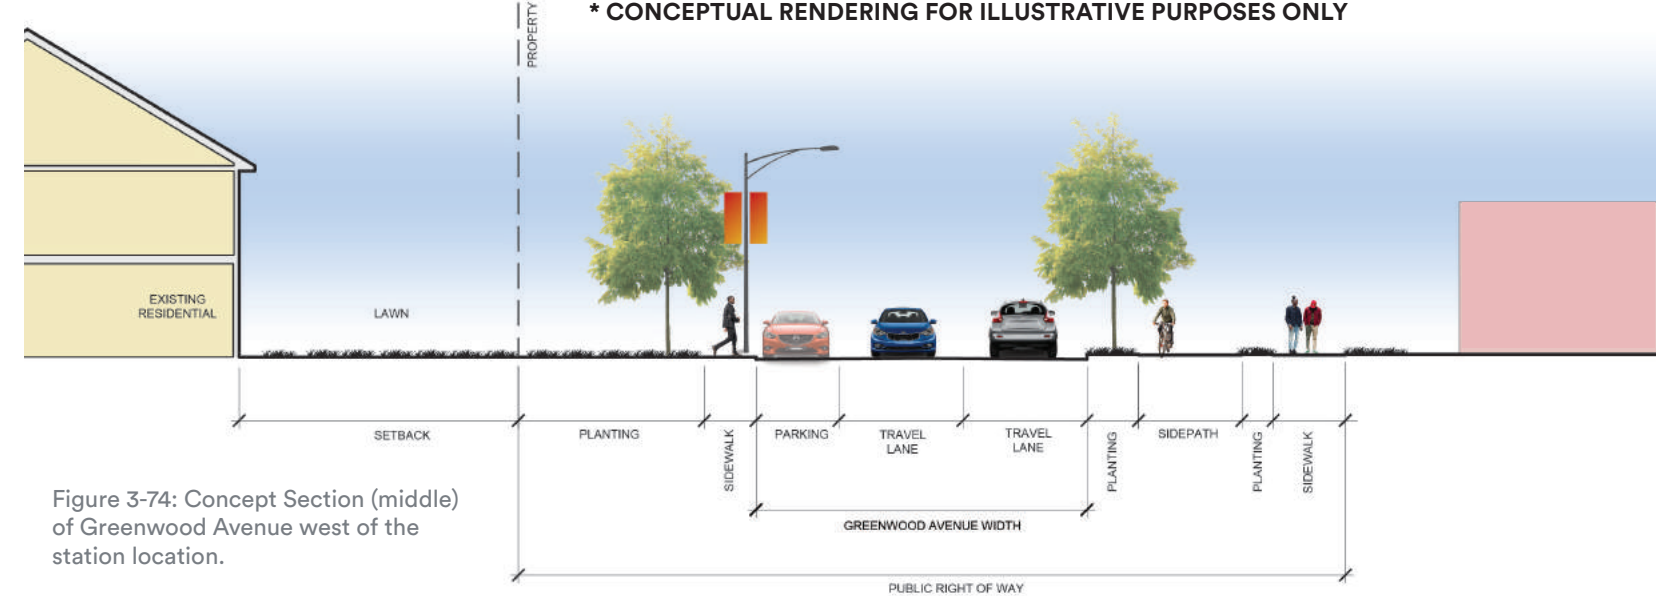 * CONCEPTUAL RENDERING FOR ILLUSTRATIVE PURPOSES ONLY
PROPERTY
EXISTING
RESIDENTIAL
LAWN
SETBACK
PLANTING
SIDEWALK
PARKING
TRAVEL
LANE
TRAVEL
LANE
PLANTING
SIDEPATH
PLANTING
SIDEWALK
GREENWOOD AVENUE WIDTH
PUBLIC RIGHT OF WAY
Figure 3-74: Concept Section (middle)
of Greenwood Avenue west of the
station location.